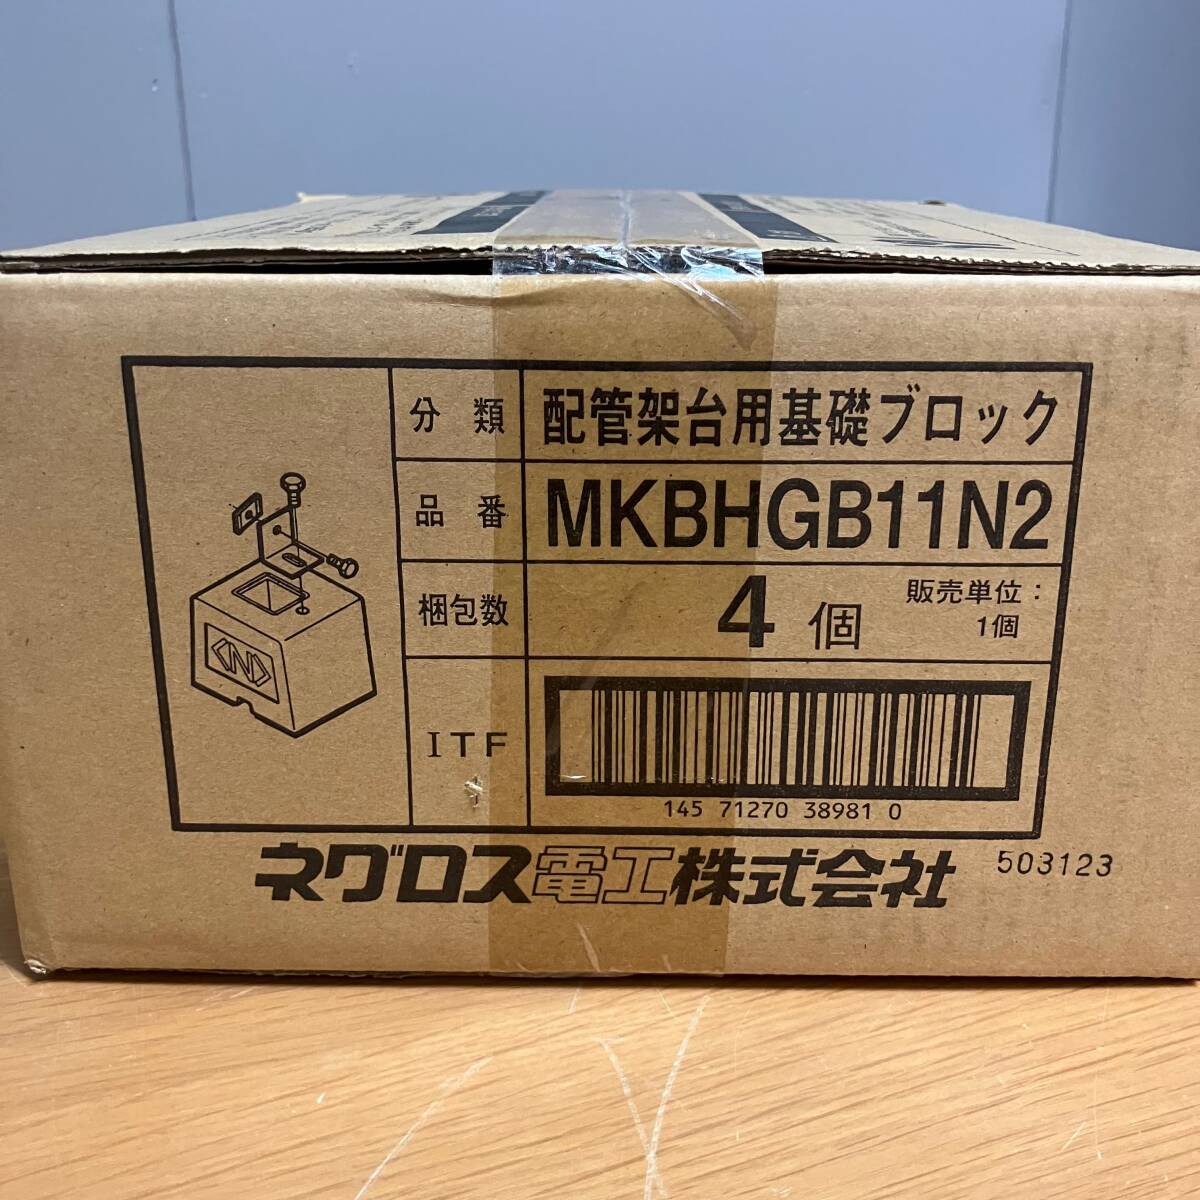 分類 配管架台用基礎ブロック
品番 MKBHGB11N2
梱包数 4個 販売単位:
1個
ITF
145 71270 38981 0
ネグロス電工株式会社 503123